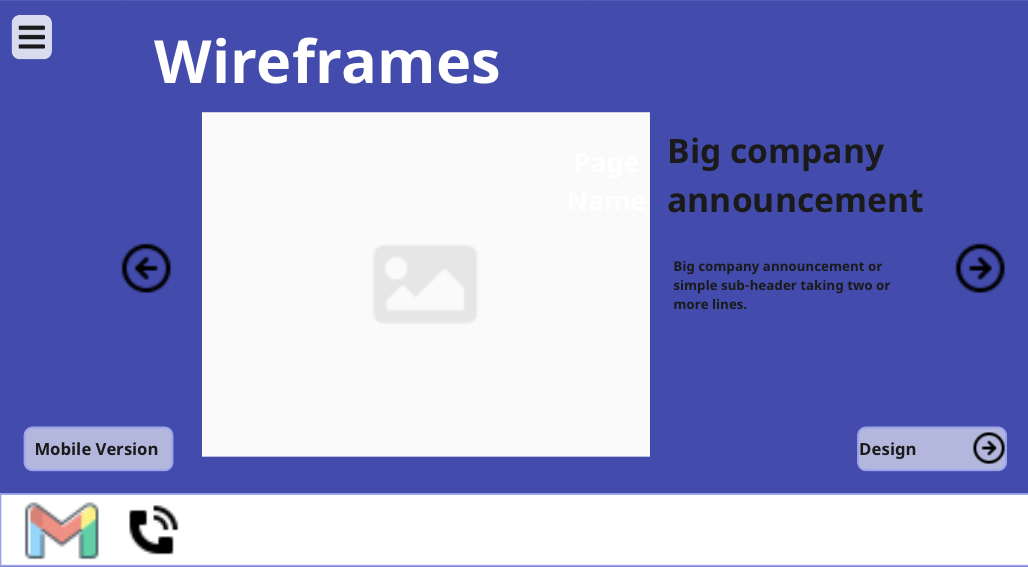 Wireframes
Page
Name
Big company
announcement
Big company announcement or
simple sub-header taking two or
more lines.
Mobile Version
Design